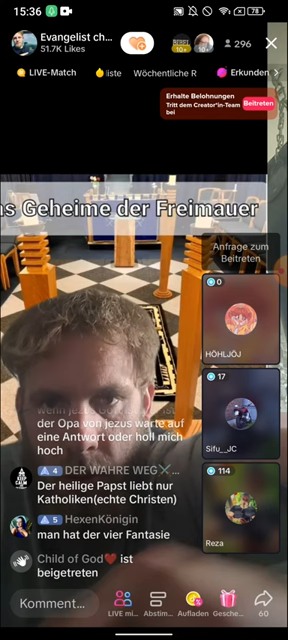 15:36
78
Evangelist ch...
51.7K Likes
10+
10+
296
LIVE-Match
liste
Wöchentliche R
Erkunden
Erhalte Belohnungen
Tritt dem Creator*in-Team
bei
Beitreten
as Geheime der Freimauer
Anfrage zum
Beitreten
0
HÖHLJÖJ
17
Sifu__JC
114
Reza
der Opa von jesus warte auf
eine Antwort oder holl mich
hoch
4 DER WAHRE WEG
Der heilige Papst liebt nur
Katholiken(echte Christen)
5 HexenKönigin
man hat der vier Fantasie
Child of God❤️ ist
beigetreten
Komment...
LIVE mi...
Abstim...
Aufladen
Gesche...
60